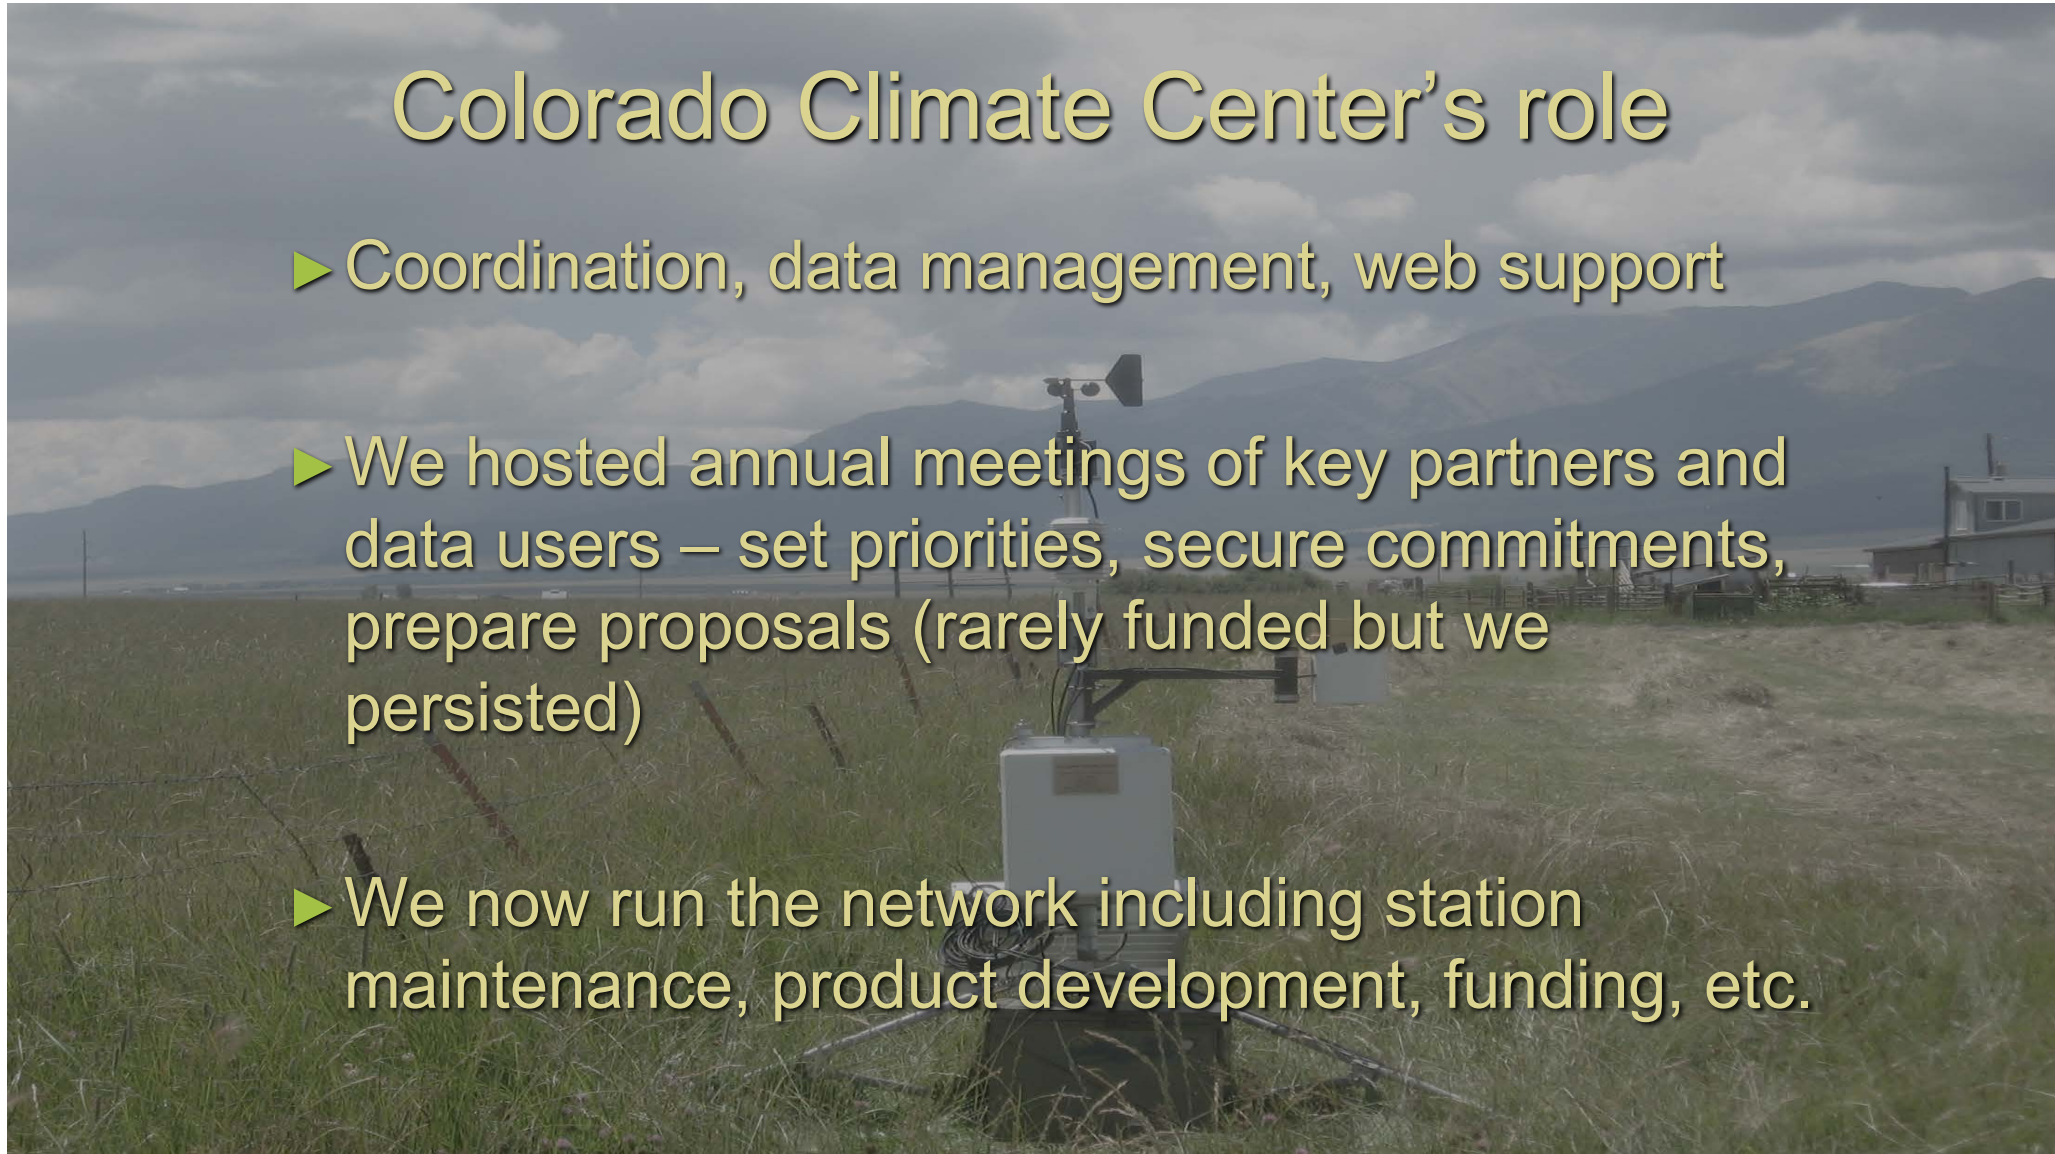 Colorado Climate Center’s role
►Coordination, data management, web support
►We hosted annual meetings of key partners and
data users – set priorities, secure commitments,
prepare proposals (rarely funded but we
persisted)
►We now run the network including station
maintenance, product development, funding, etc.